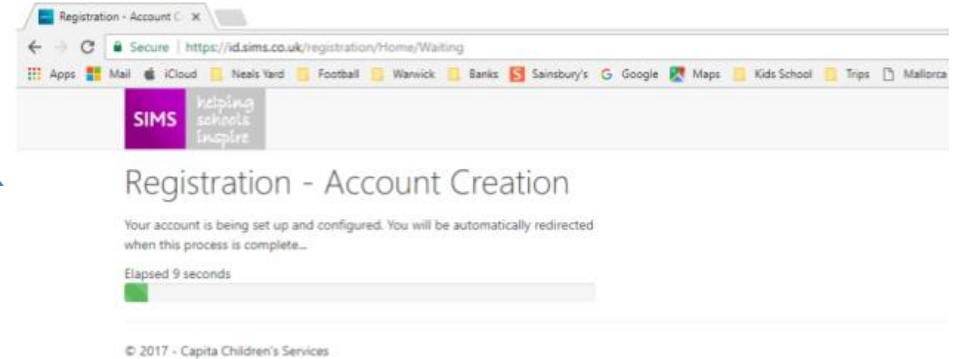 Registration - Account C
Secure | https://id.sims.co.uk/registration/Home/Waiting
Apps Mail iCloud Neals Yard Football Warwick Banks Sainsbury's Google Maps Kids School Trips Mallorca
SIMS helping
schools
inspire
Registration - Account Creation
Your account is being set up and configured. You will be automatically redirected
when this process is complete...
Elapsed 9 seconds
© 2017 - Capita Children's Services